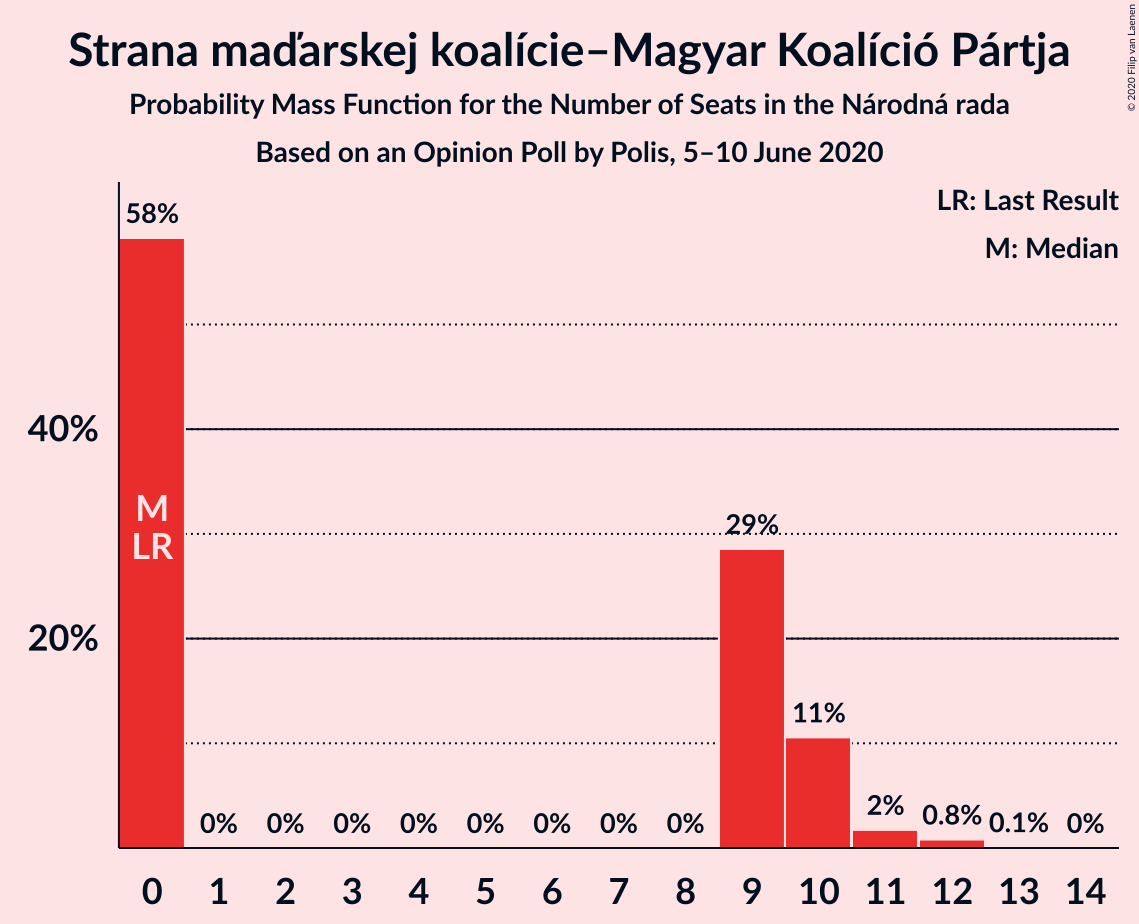 Strana maďarskej koalície–Magyar Koalíció Pártja
Probability Mass Function for the Number of Seats in the Národná rada
Based on an Opinion Poll by Polis, 5–10 June 2020
© 2020 Filip van Laenen
LR: Last Result
M: Median
58%
40%
20%
M
LR
0%
0%
0%
0%
0%
0%
0%
0%
29%
11%
2%
0.8%
0.1%
0%
0 1 2 3 4 5 6 7 8 9 10 11 12 13 14